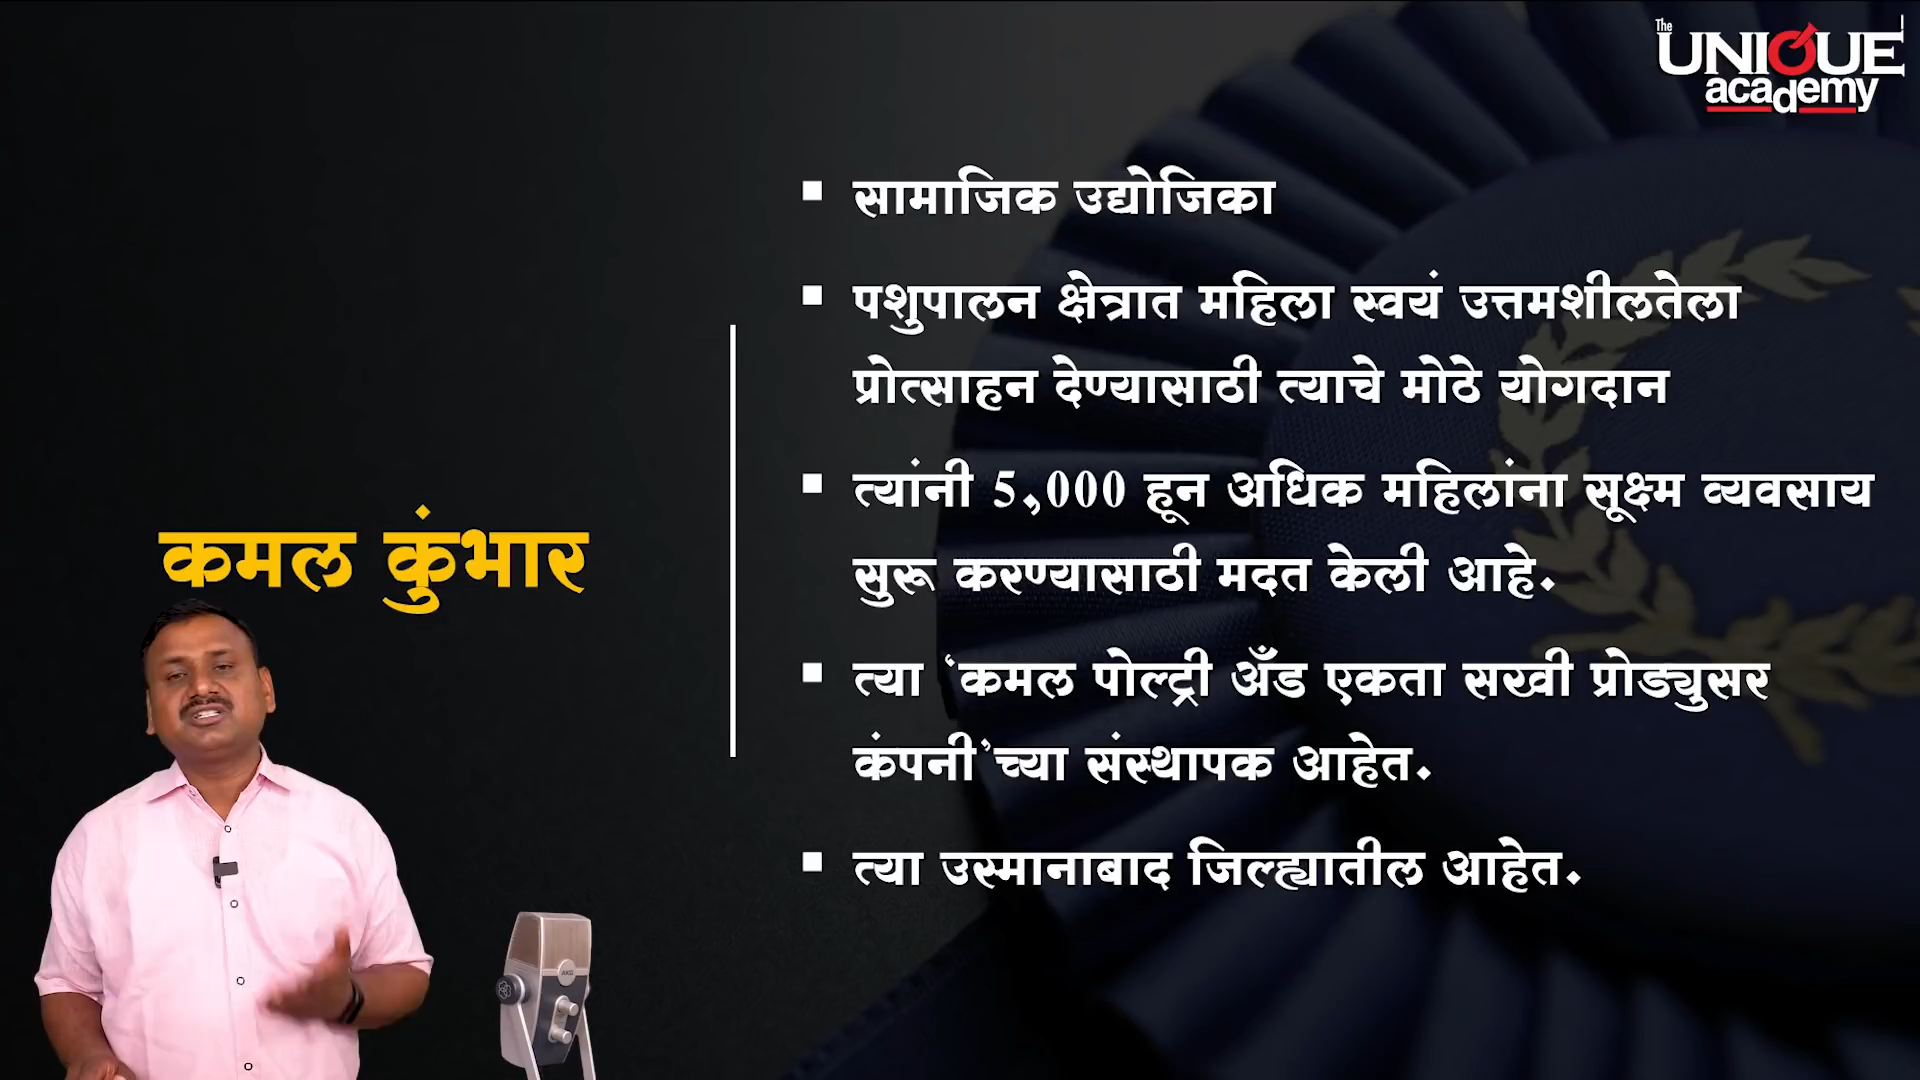 The UNIQUE academy
सामाजिक उद्योजिका
पशुपालन क्षेत्रात महिला स्वयं उत्तमशीलतेला
प्रोत्साहन देण्यासाठी त्याचे मोठे योगदान
त्यांनी 5,000 हून अधिक महिलांना सूक्ष्म व्यवसाय
सुरू करण्यासाठी मदत केली आहे.
त्या ‘कमल पोल्ट्री अँड एकता सखी प्रोड्युसर
कंपनी’च्या संस्थापक आहेत.
त्या उस्मानाबाद जिल्ह्यातील आहेत.
कमल कुंभार
AKG